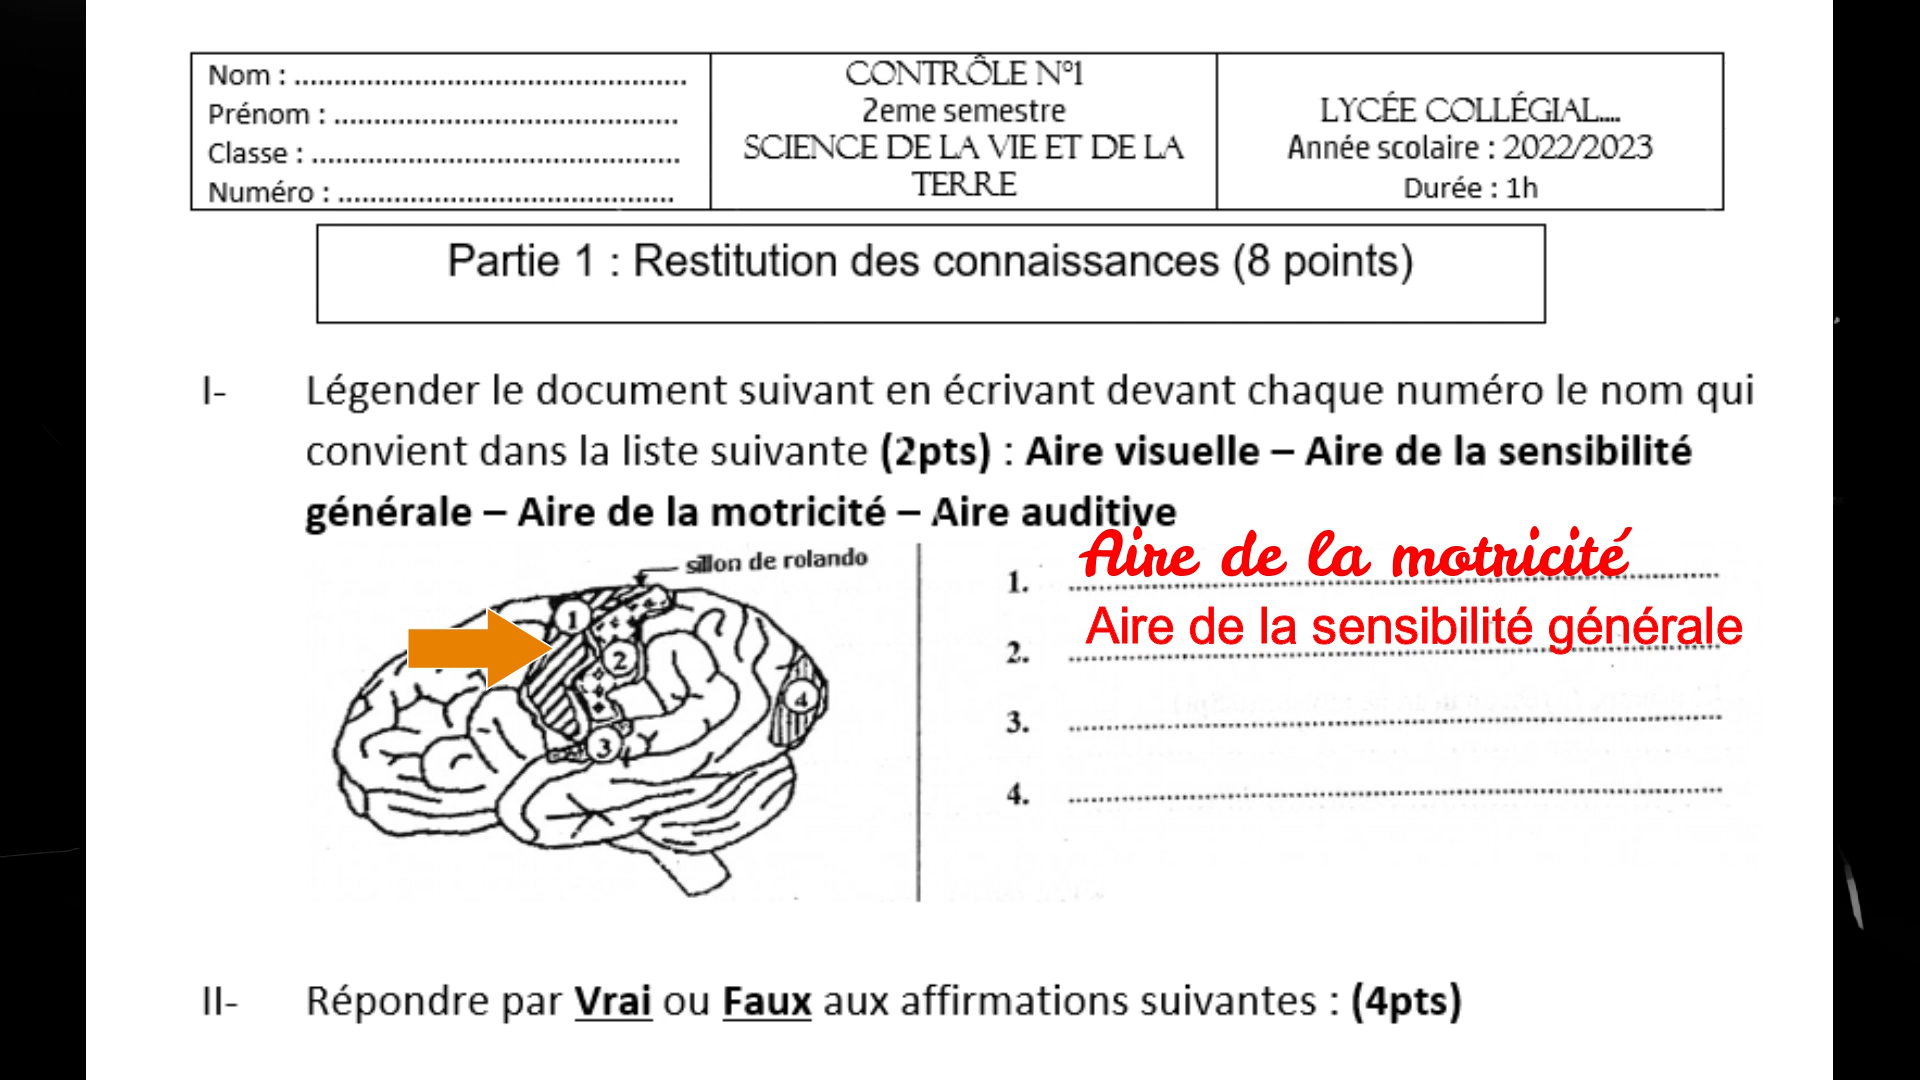 Nom : ................................................
Prénom : ...........................................
Classe : ..............................................
Numéro : .........................................
CONTRÔLE N°1
2eme semestre
SCIENCE DE LA VIE ET DE LA
TERRE
LYCÉE COLLÉGIAL....
Année scolaire : 2022/2023
Durée : 1h
Partie 1 : Restitution des connaissances (8 points)
I- Légender le document suivant en écrivant devant chaque numéro le nom qui
convient dans la liste suivante (2pts) : Aire visuelle – Aire de la sensibilité
générale – Aire de la motricité – Aire auditive
sillon de rolando
1
2
3
4
1. Aire de la motricité
2. Aire de la sensibilité générale
3. ................................................
4. ................................................
II- Répondre par Vrai ou Faux aux affirmations suivantes : (4pts)